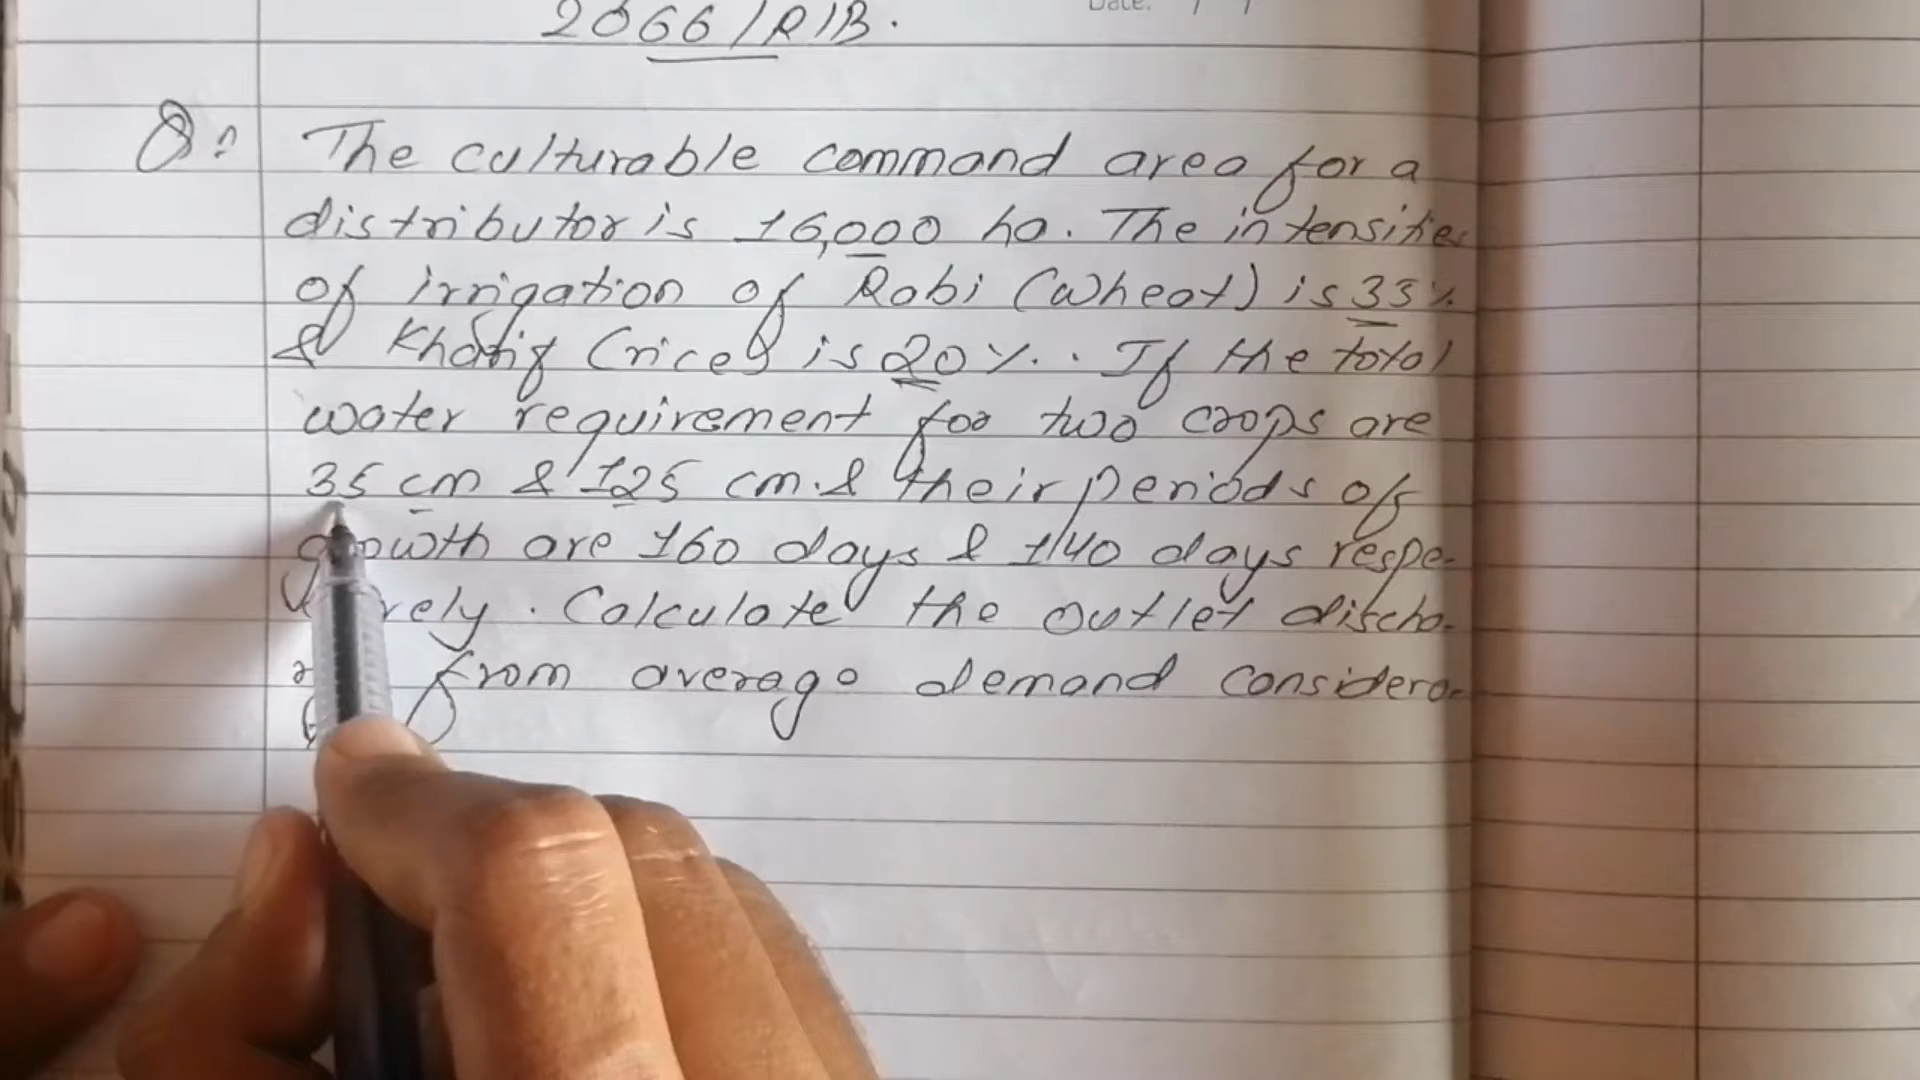 2066/R/B.
Date: / /
Q: The culturable command area for a
distributor is 16,000 ha. The intensities
of irrigation of Rabi (wheat) is 35%
& Kharif (rice) is 20%. If the total
water requirement for two crops are
35 cm & 125 cm. & their periods of
growth are 160 days & 140 days respe-
rely. Calculate the outlet discha-
from average demand considera-